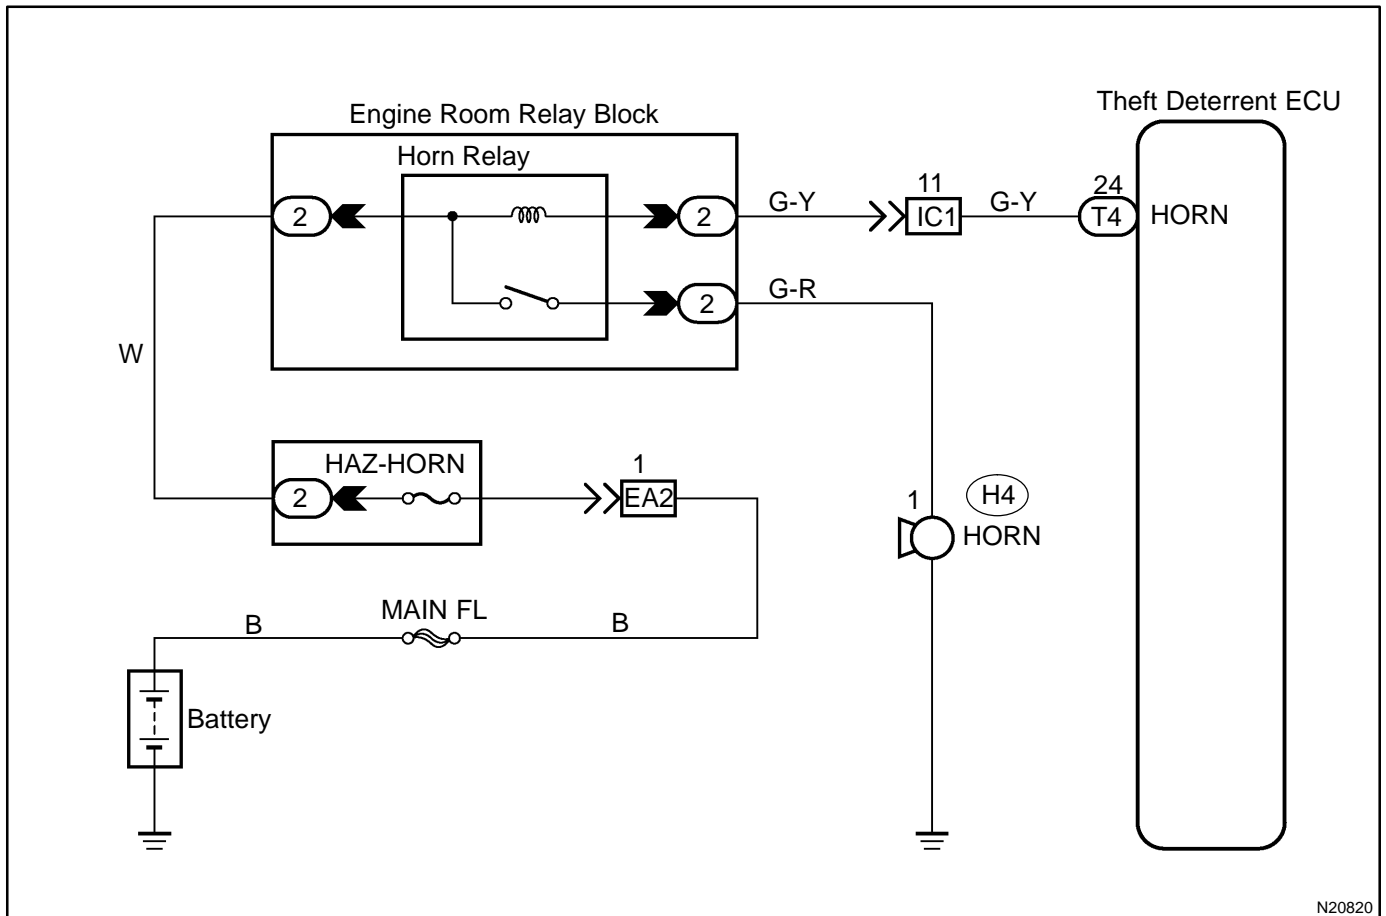 Theft Deterrent ECU
Engine Room Relay Block
Horn Relay
2
2
G-Y
11
IC1
G-Y
24
T4
HORN
2
G-R
W
HAZ-HORN
2
1
EA2
1
H4
HORN
MAIN FL
B
B
Battery
N20820